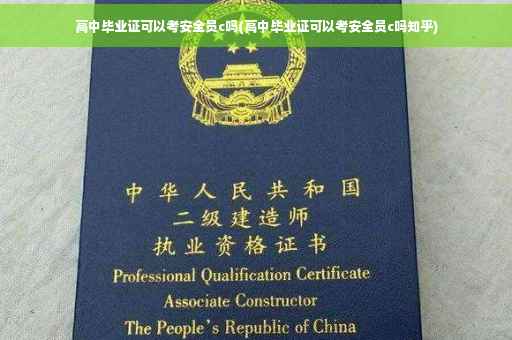 高中毕业证可以考安全员c吗(高中毕业证可以考安全员c吗知乎)
中华人民共和国
二级建造师
执业资格证书
Professional Qualification Certificate
Associate Constructor
The People's Republic of China